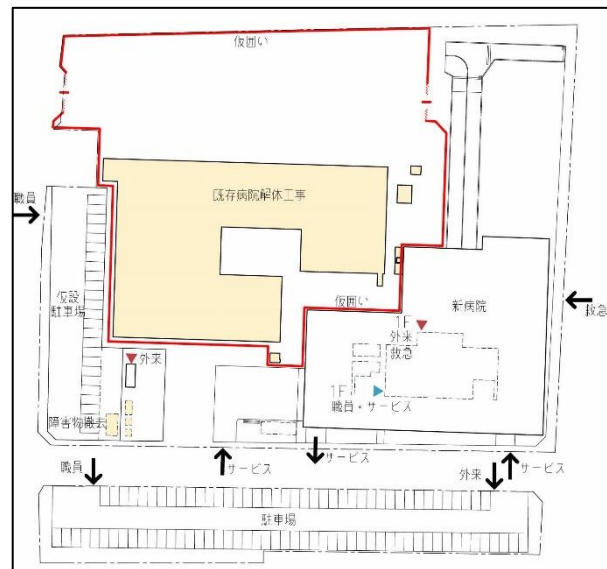 仮囲い
既存病院解体工事
職員
仮設
駐車場
仮囲い
新病院
救急
1F
外来
救急
外来
1F
職員・サービス
障害物撤去
職員
サービス
サービス
外来
サービス
駐車場